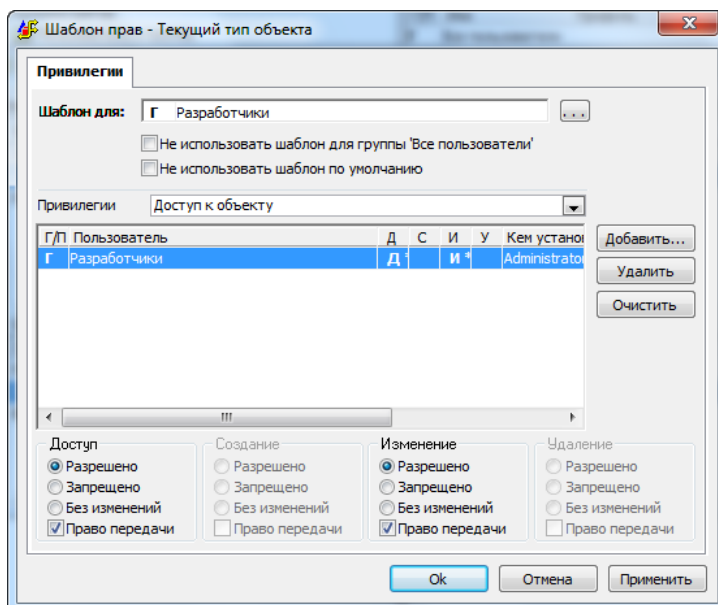 Шаблон прав - Текущий тип объекта
Привилегии
Шаблон для: Г Разработчики ...
Не использовать шаблон для группы 'Все пользователи'
Не использовать шаблон по умолчанию
Привилегии Доступ к объекту
Г/П Пользователь Д С И У Кем устано
Г Разработчики Д * И * Administrator
Добавить...
Удалить
Очистить
Доступ Создание Изменение Удаление
Разрешено Разрешено Разрешено Разрешено
Запрещено Запрещено Запрещено Запрещено
Без изменений Без изменений Без изменений Без изменений
Право передачи Право передачи Право передачи Право передачи
Ok Отмена Применить